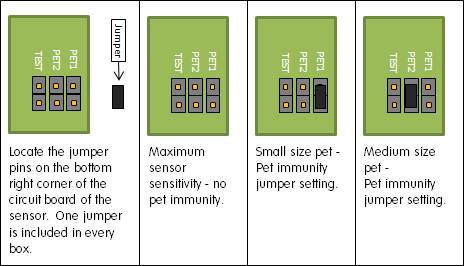 TEST
PET2
PET1
Jumper
Locate the jumper
pins on the bottom
right corner of the
circuit board of the
sensor. One jumper
is included in every
box.
TEST
PET2
PET1
Maximum
sensor
sensitivity - no
pet immunity.
TEST
PET2
PET1
Small size pet -
Pet immunity
jumper setting.
TEST
PET2
PET1
Medium size
pet -
Pet immunity
jumper setting.